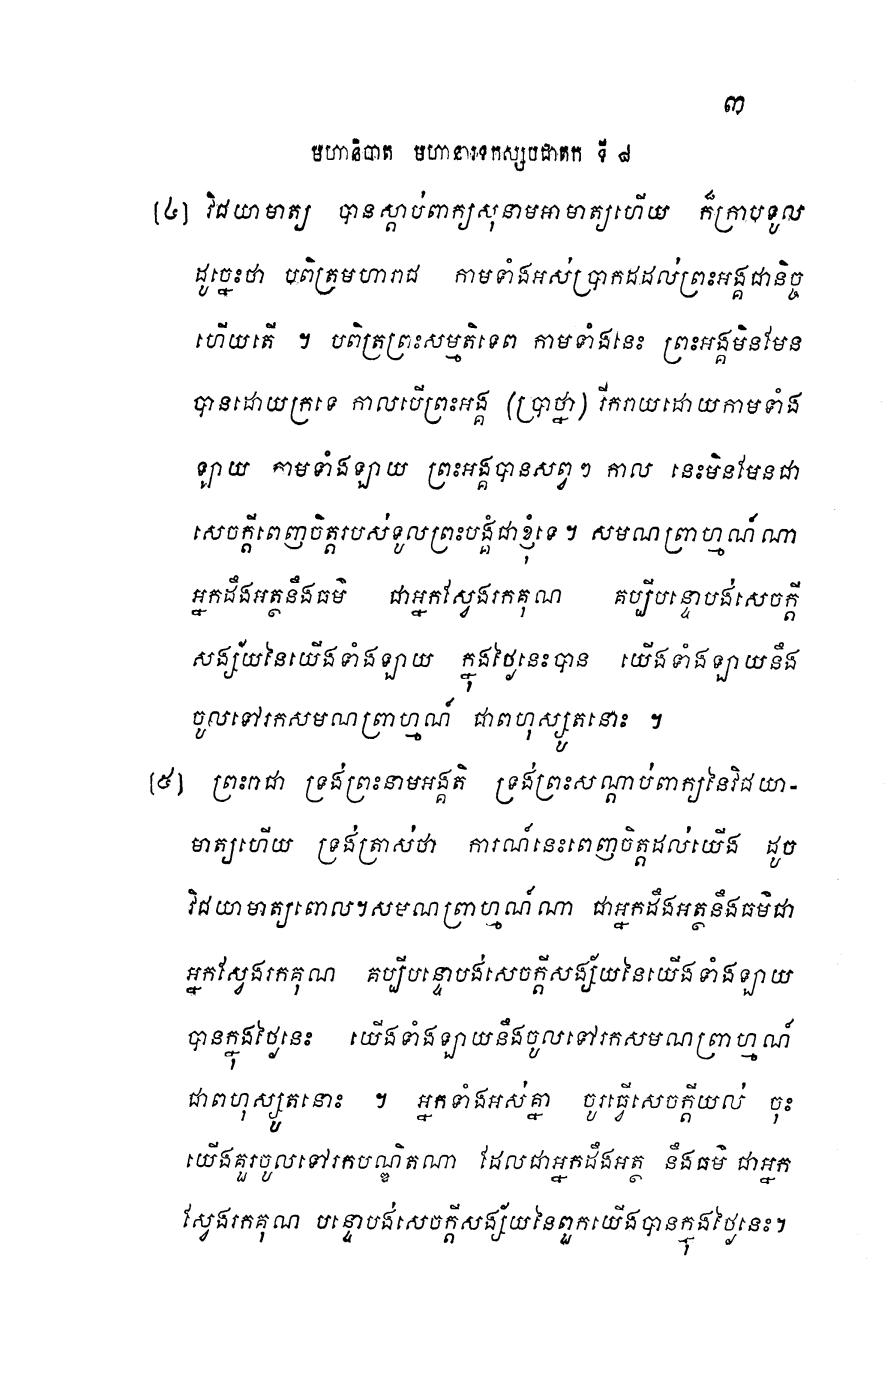 ៣
មហានិបាត មហានារទកស្សបជាតក ទី ៨
(៤) វិជយាមាត្យ បានស្តាប់ពាក្យសុនាមអាមាត្យហើយ ក៏ក្រាបទូល
ដូច្នេះថា បពិត្រមហារាជ កាមទាំងអស់ប្រាកដដល់ព្រះអង្គជានិច្ច
ហើយតើ ។ បពិត្រព្រះសម្មតិទេព កាមទាំងនេះ ព្រះអង្គមិនមែន
បានដោយក្រទេ កាលបើព្រះអង្គ (ប្រាថ្នា) រីករាយដោយកាមទាំង
ឡាយ កាមទាំងឡាយ ព្រះអង្គបានសព្វៗ កាល នេះមិនមែនជា
សេចក្តីពេញចិត្តរបស់ទូលព្រះបង្គំជាខ្ញុំទេ ។ សមណព្រាហ្មណ៍ណា
អ្នកដឹងអត្ថនឹងធម៌ ជាអ្នកស្វែងរកគុណ គប្បីបន្ទោបង់សេចក្តី
សង្ស័យនៃយើងទាំងឡាយ ក្នុងថ្ងៃនេះបាន យើងទាំងឡាយនឹង
ចូលទៅរកសមណព្រាហ្មណ៍ ជាពហុស្សូតនោះ ។
(៥) ព្រះរាជា ទ្រង់ព្រះនាមអង្គតិ ទ្រង់ព្រះសណ្តាប់ពាក្យនៃវិជយា-
មាត្យហើយ ទ្រង់ត្រាស់ថា ការណ៍នេះពេញចិត្តដល់យើង ដូច
វិជយាមាត្យពោល ។ សមណព្រាហ្មណ៍ណា ជាអ្នកដឹងអត្ថនឹងធម៌ជា
អ្នកស្វែងរកគុណ គប្បីបន្ទោបង់សេចក្តីសង្ស័យនៃយើងទាំងឡាយ
បានក្នុងថ្ងៃនេះ យើងទាំងឡាយនឹងចូលទៅរកសមណព្រាហ្មណ៍
ជាពហុស្សូតនោះ ។ អ្នកទាំងអស់គ្នា ចូរធ្វើសេចក្តីយល់ ចុះ
យើងគួរចូលទៅរកបណ្ឌិតណា ដែលជាអ្នកដឹងអត្ថ នឹងធម៌ ជាអ្នក
ស្វែងរកគុណ បន្ទោបង់សេចក្តីសង្ស័យនៃពួកយើងបានក្នុងថ្ងៃនេះ ។